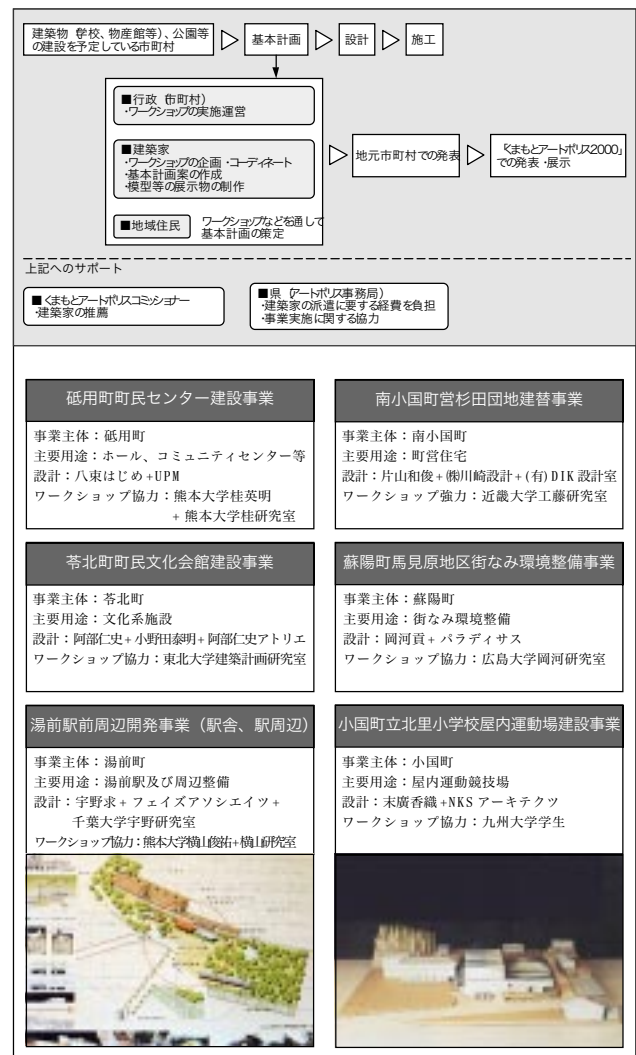 建築物（学校、物産館等）、公園等
の建設を予定している市町村
基本計画
設計
施工
■行政（市町村）
・ワークショップの実施運営
■建築家
・ワークショップの企画・コーディネート
・基本計画案の作成
・模型等の展示物の制作
■地域住民
ワークショップなどを通して
基本計画の策定
地元市町村での発表
「くまもとアートポリス2000」
での発表・展示
上記へのサポート
■くまもとアートポリスコミッショナー
・建築家の推薦
■県（アートポリス事務局）
・建築家の派遣に要する経費を負担
・事業実施に関する協力
砥用町町民センター建設事業
事業主体：砥用町
主要用途：ホール、コミュニティセンター等
設計：八束はじめ+UPM
ワークショップ協力：熊本大学桂英明
+ 熊本大学桂研究室
南小国町営杉田団地建替事業
事業主体：南小国町
主要用途：町営住宅
設計：片山和俊+㈱川崎設計+(有)DIK設計室
ワークショップ強力：近畿大学工藤研究室
苓北町町民文化会館建設事業
事業主体：苓北町
主要用途：文化系施設
設計：阿部仁史+小野田泰明+阿部仁史アトリエ
ワークショップ協力：東北大学建築計画研究室
蘇陽町馬見原地区街なみ環境整備事業
事業主体：蘇陽町
主要用途：街なみ環境整備
設計：岡河貢+パラディサス
ワークショップ協力：広島大学岡河研究室
湯前駅前周辺開発事業（駅舎、駅周辺）
事業主体：湯前町
主要用途：湯前駅及び周辺整備
設計：宇野求+フェイズアソシエイツ+
千葉大学宇野研究室
ワークショップ協力：熊本大学横山俊祐+横山研究室
小国町立北里小学校屋内運動場建設事業
事業主体：小国町
主要用途：屋内運動競技場
設計：末廣香織+NKSアーキテクツ
ワークショップ協力：九州大学学生